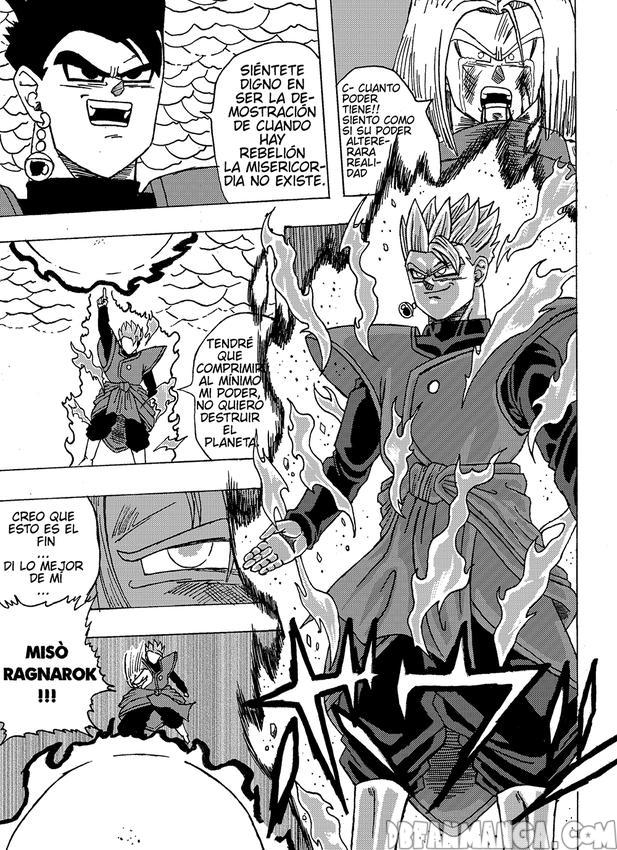 C- CUANTO
PODER
TIENE!!
SIENTO COMO
SI SU PODER
ALTERE-
RARA
REALI-
DAD
SIÉNTETE
DIGNO EN
SER LA DE-
MOSTRACIÓN
DE CUANDO
HAY
REBELIÓN
LA MISERICOR-
DIA NO EXISTE.
TENDRÉ
QUE
COMPRIMIR
AL MÍNIMO
MI PODER,
NO QUIERO
DESTRUIR
EL
PLANETA.
CREO QUE
ESTO ES EL
FIN
...
DI LO MEJOR
DE MÍ
...
MISÒ
RAGNAROK
!!!
DBFANMANGA.COM